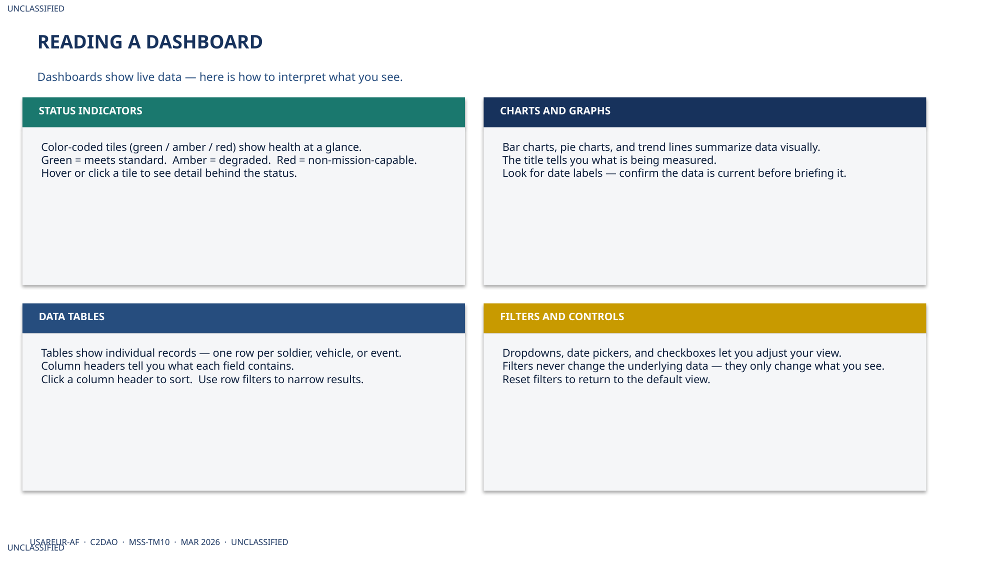 UNCLASSIFIED
READING A DASHBOARD
Dashboards show live data — here is how to interpret what you see.
STATUS INDICATORS
Color-coded tiles (green / amber / red) show health at a glance.
Green = meets standard.  Amber = degraded.  Red = non-mission-capable.
Hover or click a tile to see detail behind the status.
CHARTS AND GRAPHS
Bar charts, pie charts, and trend lines summarize data visually.
The title tells you what is being measured.
Look for date labels — confirm the data is current before briefing it.
DATA TABLES
Tables show individual records — one row per soldier, vehicle, or event.
Column headers tell you what each field contains.
Click a column header to sort.  Use row filters to narrow results.
FILTERS AND CONTROLS
Dropdowns, date pickers, and checkboxes let you adjust your view.
Filters never change the underlying data — they only change what you see.
Reset filters to return to the default view.
USAREUR-AF · C2DAO · MSS-TM10 · MAR 2026 · UNCLASSIFIED
UNCLASSIFIED